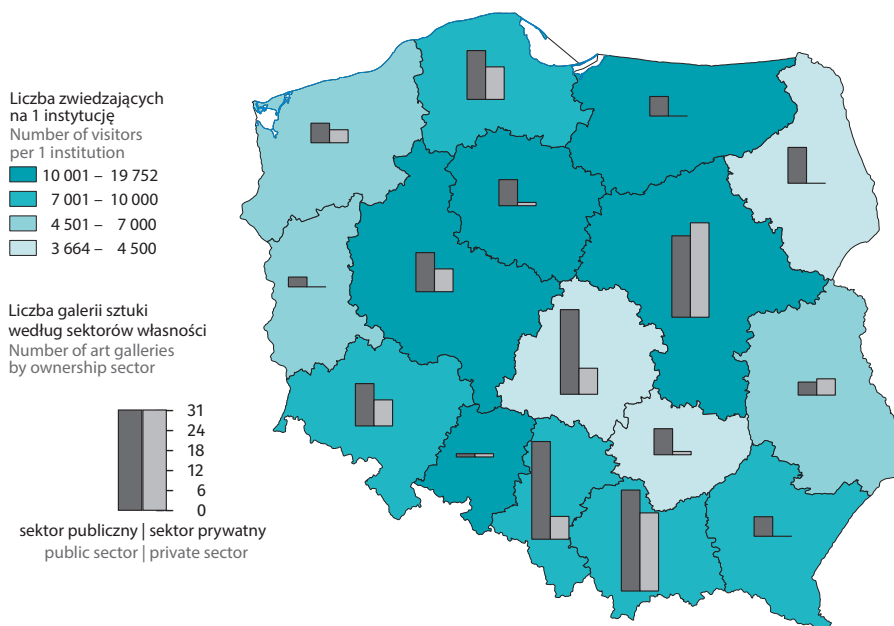 Liczba zwiedzających
na 1 instytucję
Number of visitors
per 1 institution
10 001 – 19 752
7 001 – 10 000
4 501 – 7 000
3 664 – 4 500
Liczba galerii sztuki
według sektorów własności
Number of art galleries
by ownership sector
31
24
18
12
6
0
sektor publiczny | sektor prywatny
public sector | private sector